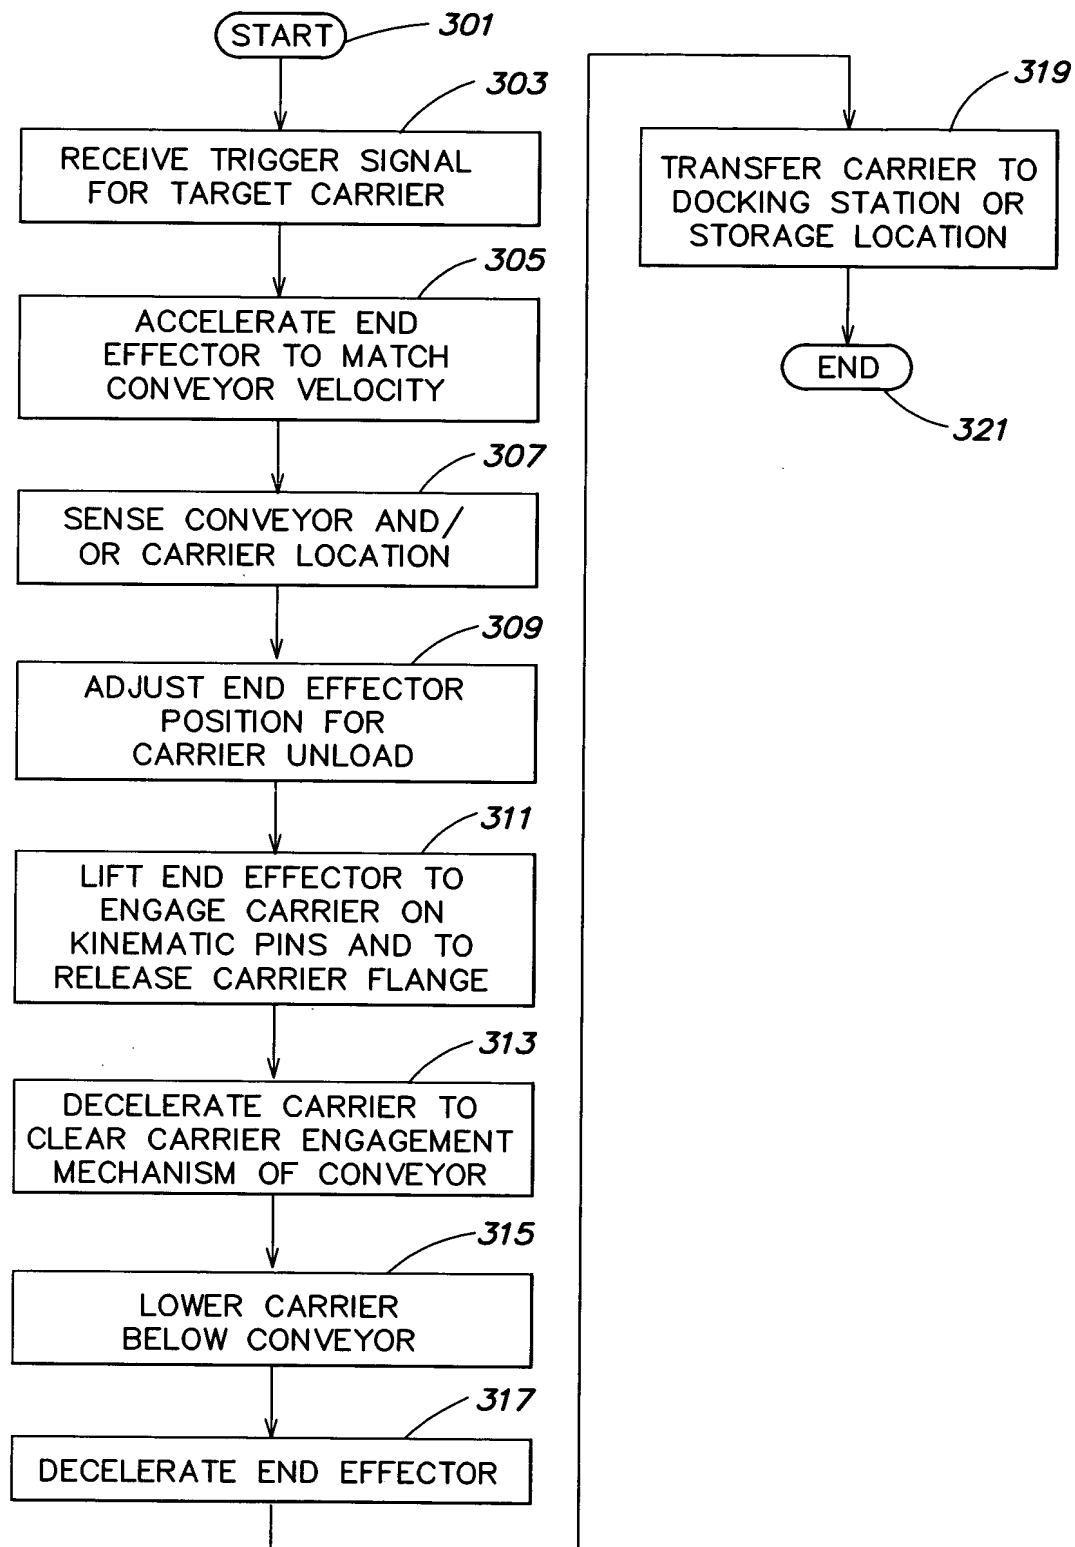 START
301
303
RECEIVE TRIGGER SIGNAL
FOR TARGET CARRIER
305
ACCELERATE END
EFFECTOR TO MATCH
CONVEYOR VELOCITY
307
SENSE CONVEYOR AND/
OR CARRIER LOCATION
309
ADJUST END EFFECTOR
POSITION FOR
CARRIER UNLOAD
311
LIFT END EFFECTOR TO
ENGAGE CARRIER ON
KINEMATIC PINS AND TO
RELEASE CARRIER FLANGE
313
DECELERATE CARRIER TO
CLEAR CARRIER ENGAGEMENT
MECHANISM OF CONVEYOR
315
LOWER CARRIER
BELOW CONVEYOR
317
DECELERATE END EFFECTOR
319
TRANSFER CARRIER TO
DOCKING STATION OR
STORAGE LOCATION
END
321